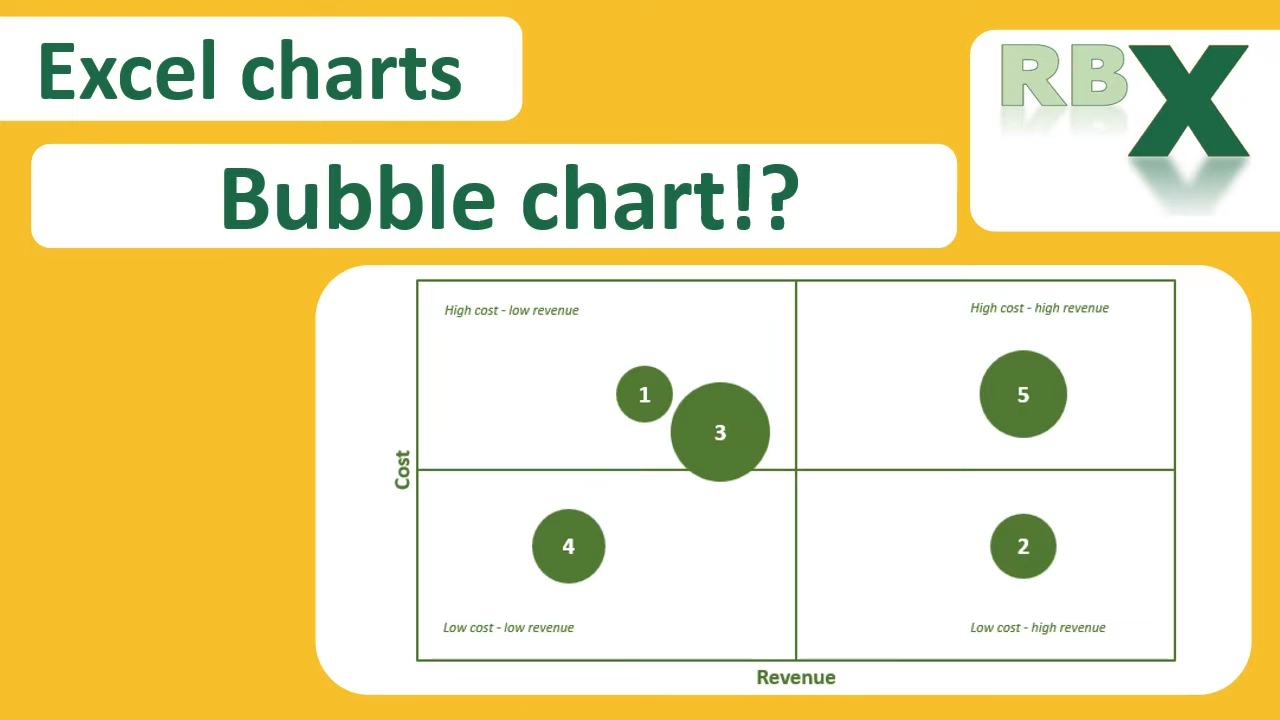 Excel charts
RBX
Bubble chart!?
High cost - low revenue
High cost - high revenue
1
5
3
Cost
4
2
Low cost - low revenue
Low cost - high revenue
Revenue